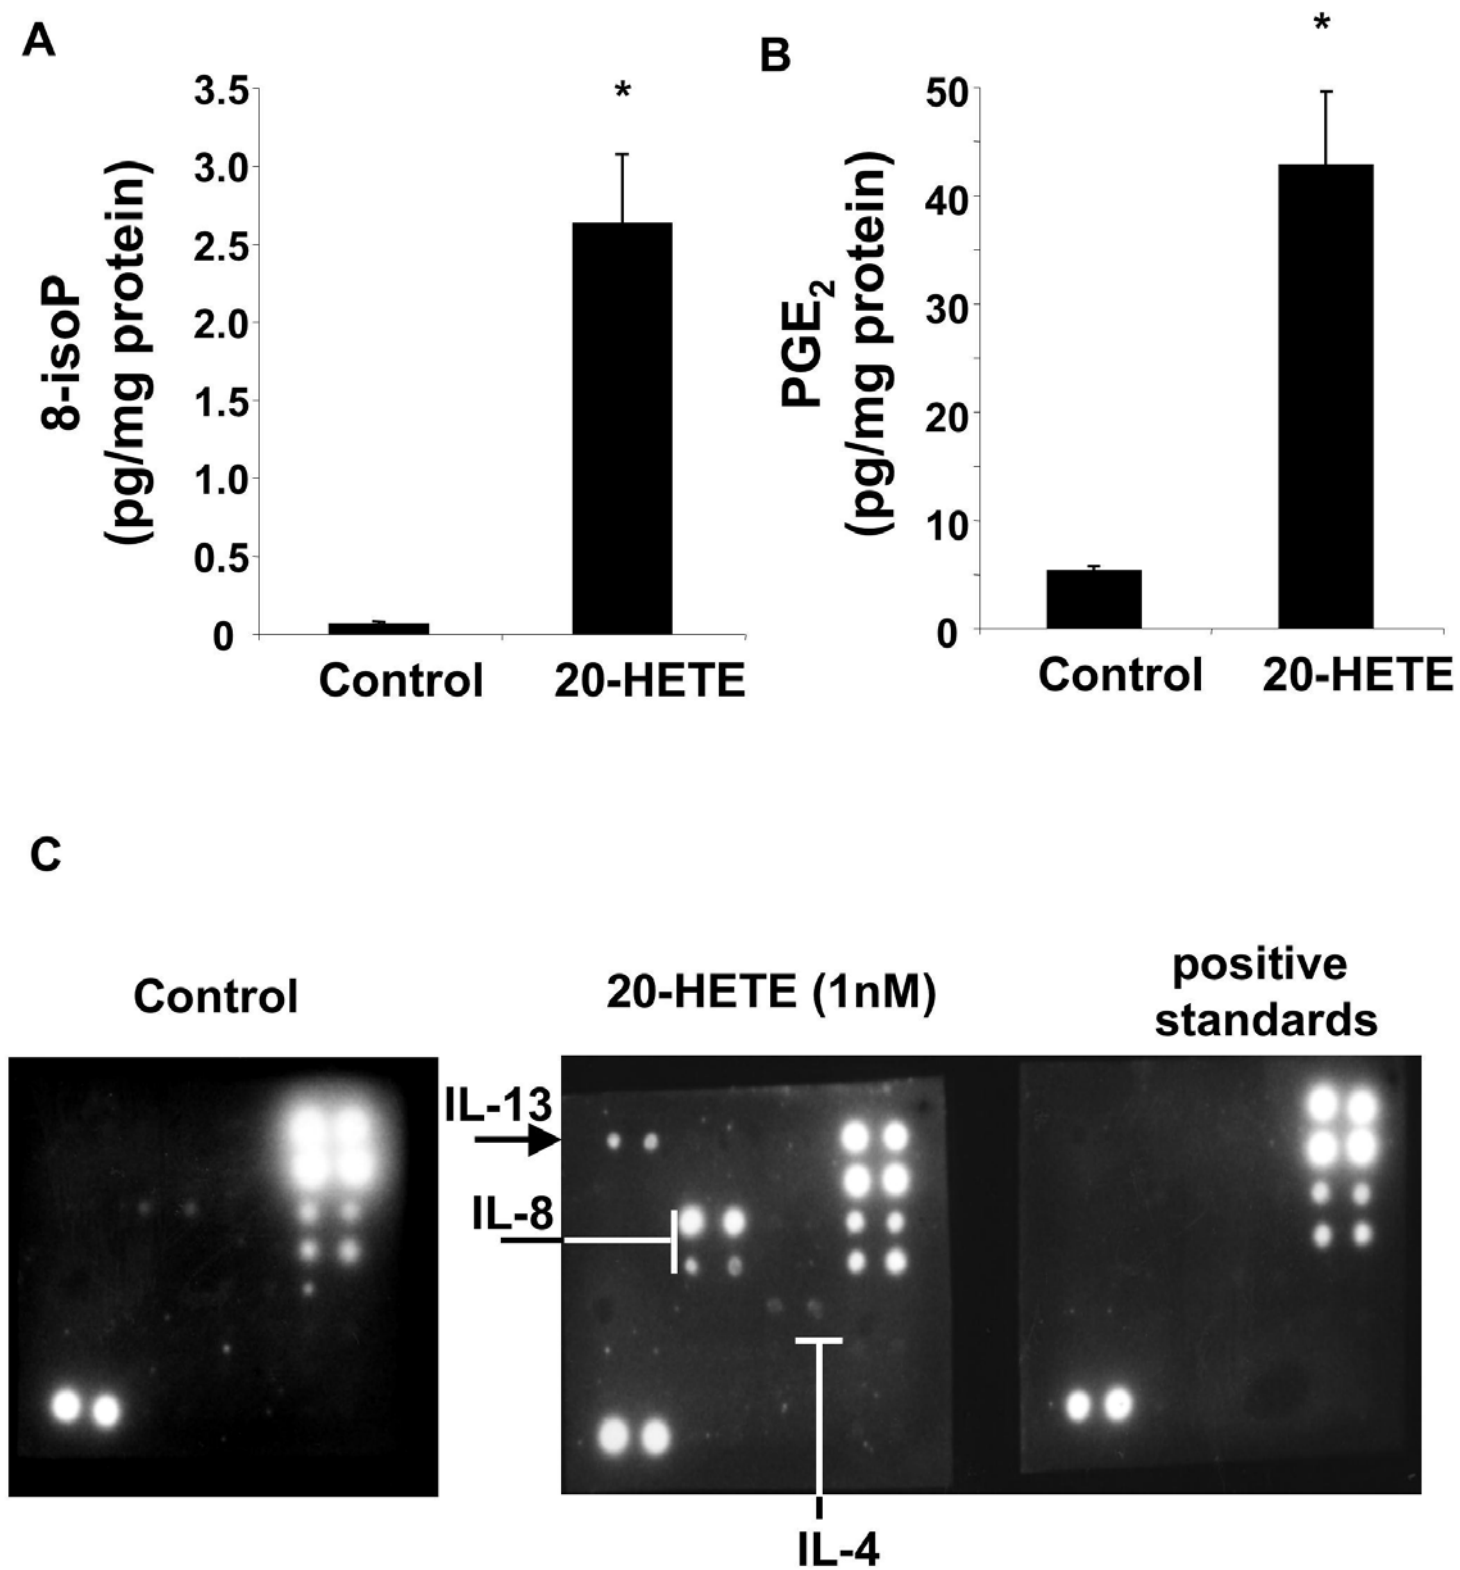 A
3.5
3.0
2.5
2.0
1.5
1.0
0.5
0
8-isoP
(pg/mg protein)
*
Control
20-HETE
B
50
40
30
20
10
0
PGE2
(pg/mg protein)
*
Control
20-HETE
C
Control
20-HETE (1nM)
positive
standards
IL-13
IL-8
IL-4